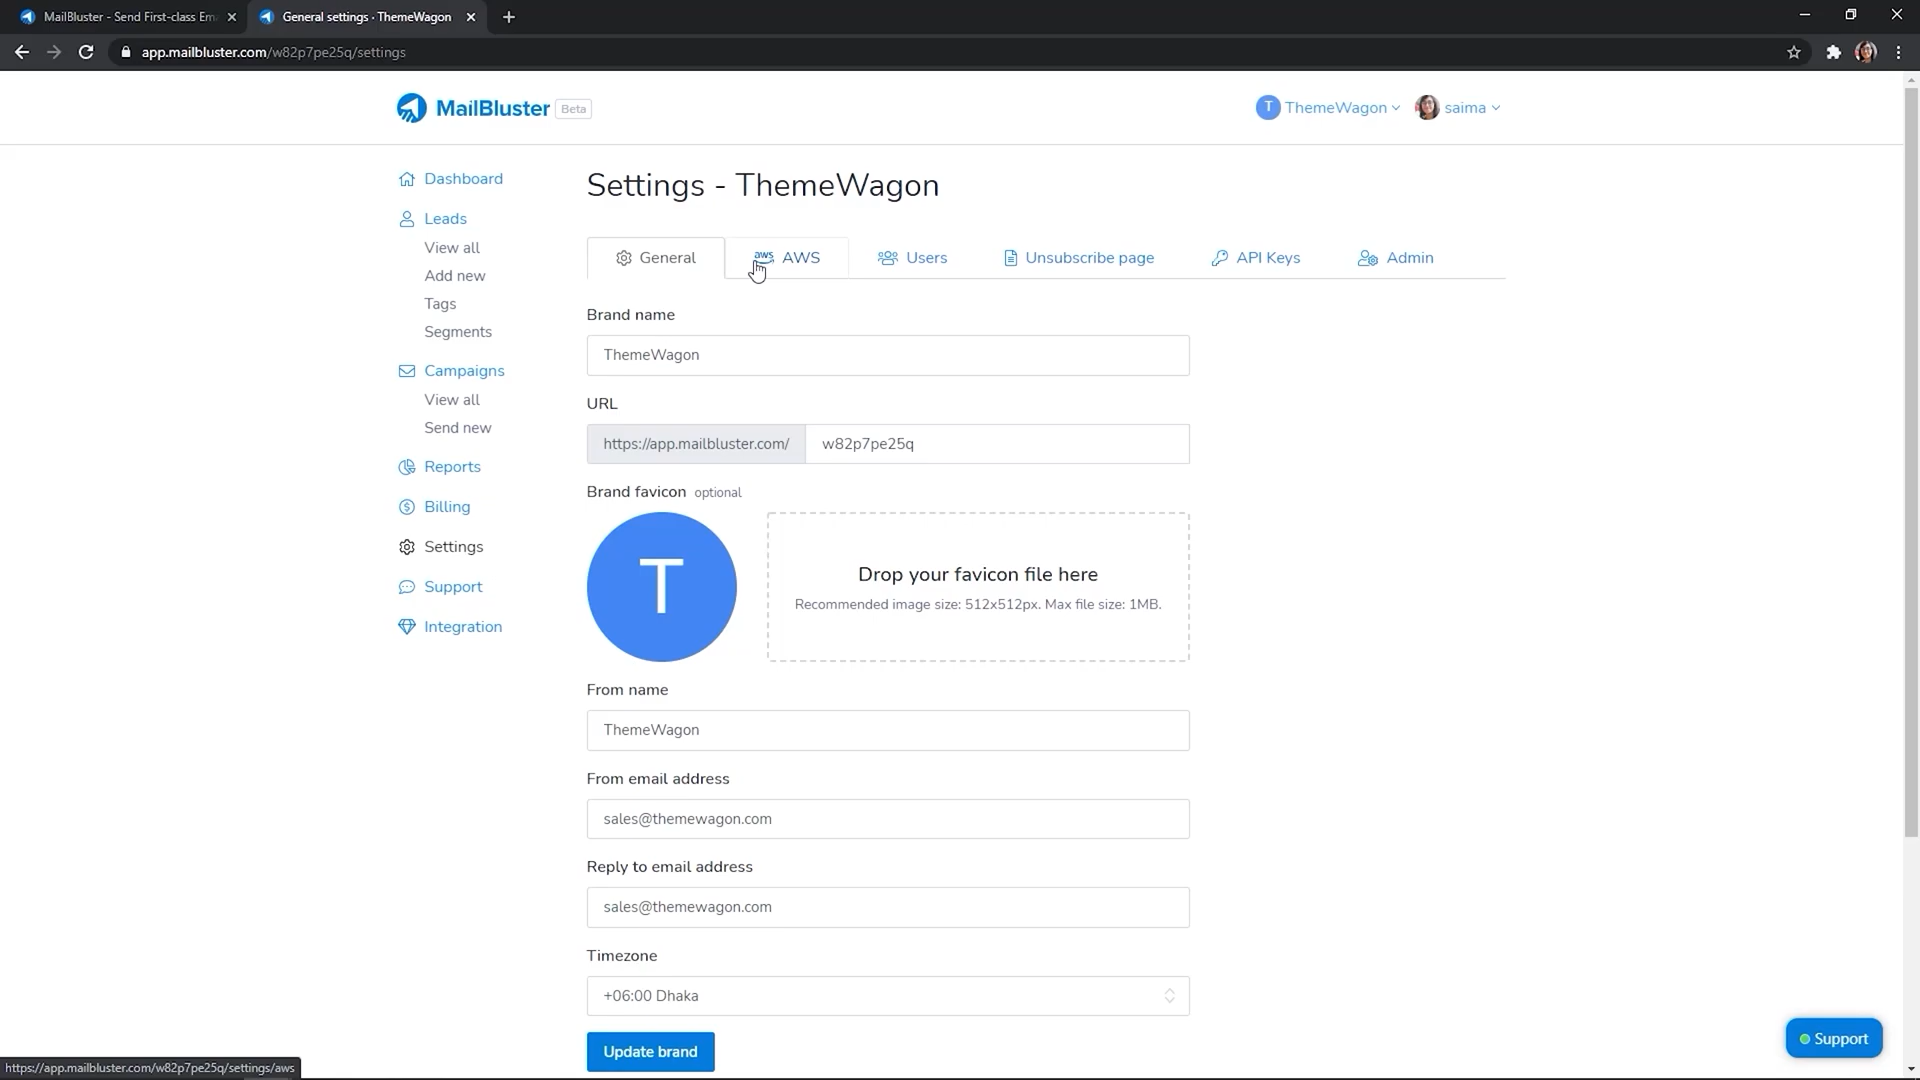 MailBluster - Send First-class Em
General settings · ThemeWagon
app.mailbluster.com/w82p7pe25q/settings
MailBluster Beta
T ThemeWagon
saima
Dashboard
Leads
View all
Add new
Tags
Segments
Campaigns
View all
Send new
Reports
Billing
Settings
Support
Integration
Settings - ThemeWagon
General
aws AWS
Users
Unsubscribe page
API Keys
Admin
Brand name
ThemeWagon
URL
https://app.mailbluster.com/ w82p7pe25q
Brand favicon optional
T
Drop your favicon file here
Recommended image size: 512x512px. Max file size: 1MB.
From name
ThemeWagon
From email address
sales@themewagon.com
Reply to email address
sales@themewagon.com
Timezone
+06:00 Dhaka
Update brand
Support
https://app.mailbluster.com/w82p7pe25q/settings/aws